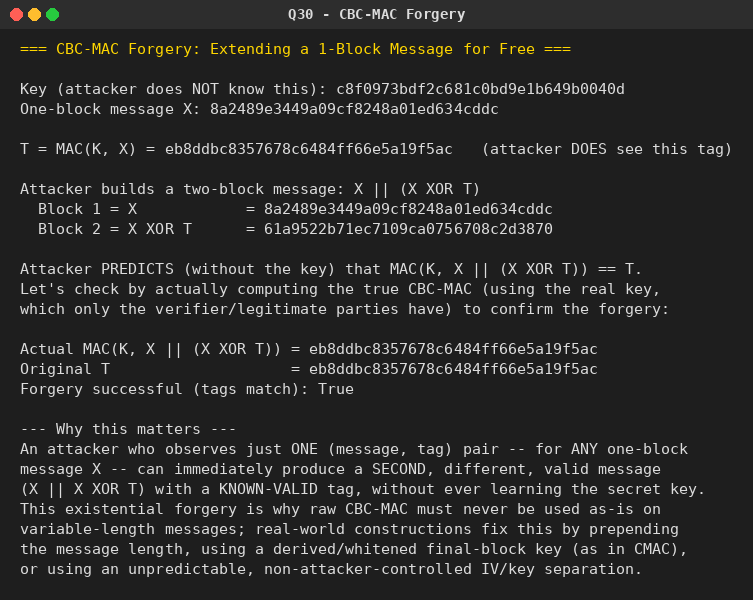 Q30 - CBC-MAC Forgery
=== CBC-MAC Forgery: Extending a 1-Block Message for Free ===
Key (attacker does NOT know this): c8f0973bdf2c681c0bd9e1b649b0040d
One-block message X: 8a2489e3449a09cf8248a01ed634cddc
T = MAC(K, X) = eb8ddbc8357678c6484ff66e5a19f5ac   (attacker DOES see this tag)
Attacker builds a two-block message: X || (X XOR T)
  Block 1 = X            = 8a2489e3449a09cf8248a01ed634cddc
  Block 2 = X XOR T      = 61a9522b71ec7109ca0756708c2d3870
Attacker PREDICTS (without the key) that MAC(K, X || (X XOR T)) == T.
Let's check by actually computing the true CBC-MAC (using the real key,
which only the verifier/legitimate parties have) to confirm the forgery:
Actual MAC(K, X || (X XOR T)) = eb8ddbc8357678c6484ff66e5a19f5ac
Original T                    = eb8ddbc8357678c6484ff66e5a19f5ac
Forgery successful (tags match): True
--- Why this matters ---
An attacker who observes just ONE (message, tag) pair -- for ANY one-block
message X -- can immediately produce a SECOND, different, valid message
(X || X XOR T) with a KNOWN-VALID tag, without ever learning the secret key.
This existential forgery is why raw CBC-MAC must never be used as-is on
variable-length messages; real-world constructions fix this by prepending
the message length, using a derived/whitened final-block key (as in CMAC),
or using an unpredictable, non-attacker-controlled IV/key separation.